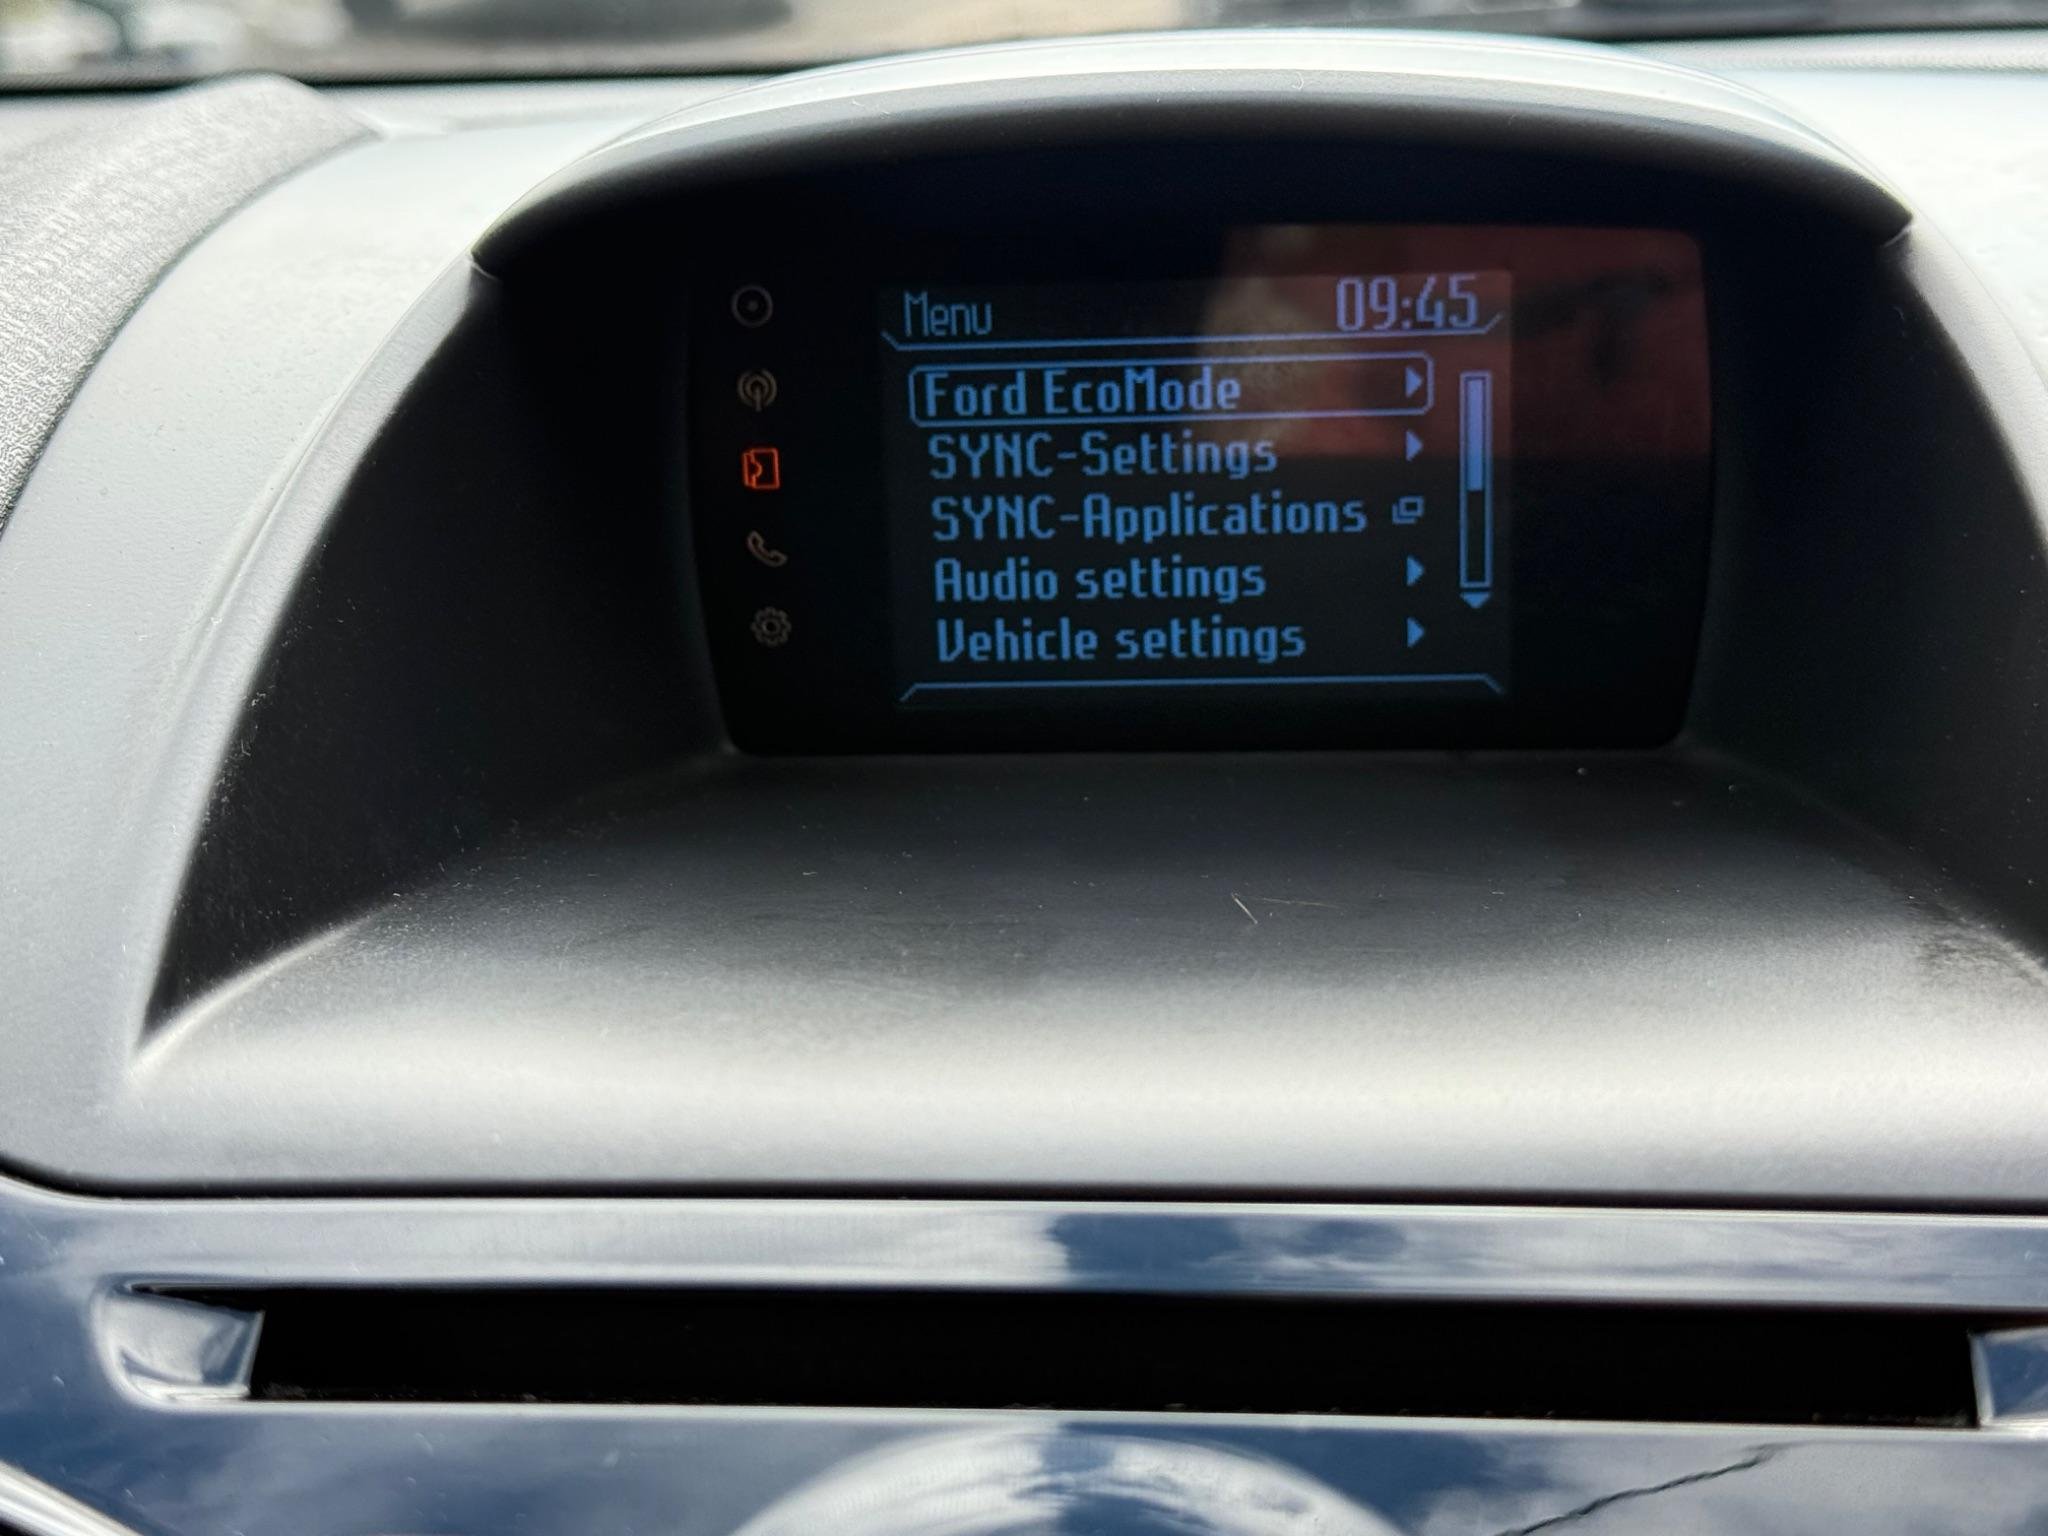 Menu 09:45
Ford EcoMode
SYNC-Settings
SYNC-Applications
Audio settings
Vehicle settings